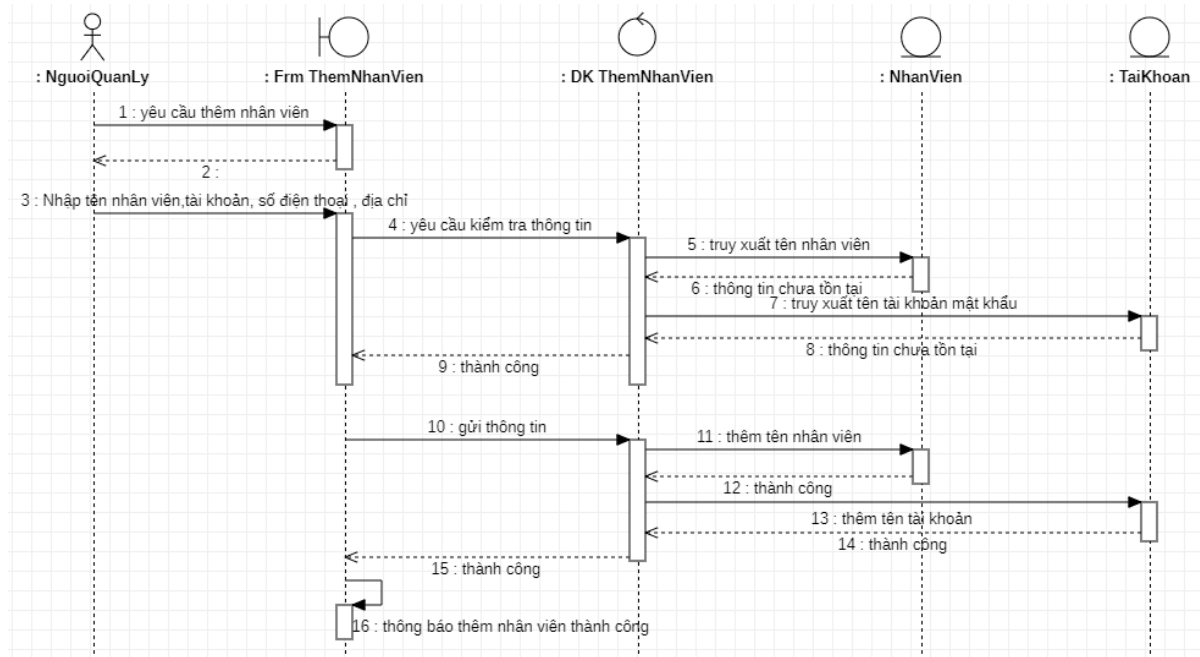 : NguoiQuanLy
: Frm ThemNhanVien
: DK ThemNhanVien
: NhanVien
: TaiKhoan
1 : yêu cầu thêm nhân viên
2 :
3 : Nhập tên nhân viên,tài khoản, số điện thoại , địa chỉ
4 : yêu cầu kiểm tra thông tin
5 : truy xuất tên nhân viên
6 : thông tin chưa tồn tại
7 : truy xuất tên tài khoản mật khẩu
8 : thông tin chưa tồn tại
9 : thành công
10 : gửi thông tin
11 : thêm tên nhân viên
12 : thành công
13 : thêm tên tài khoản
14 : thành công
15 : thành công
16 : thông báo thêm nhân viên thành công